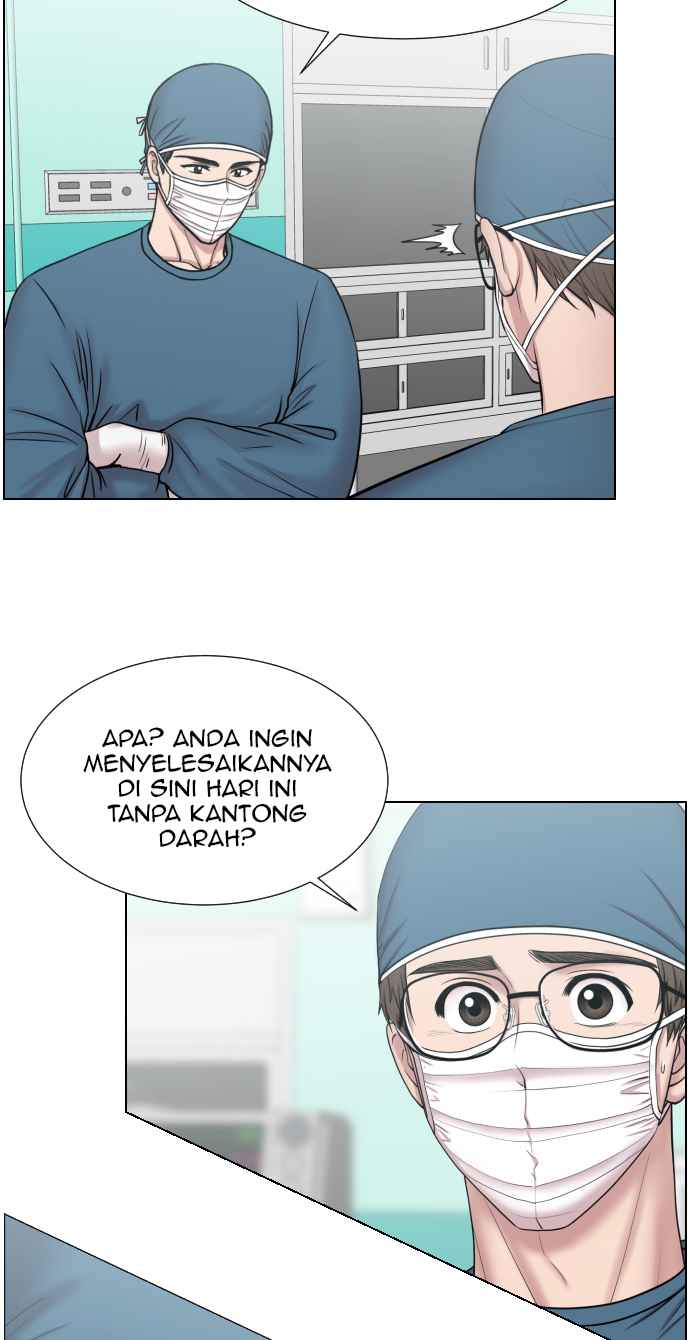 APA? ANDA INGIN
MENYELESAIKANNYA
DI SINI HARI INI
TANPA KANTONG
DARAH?